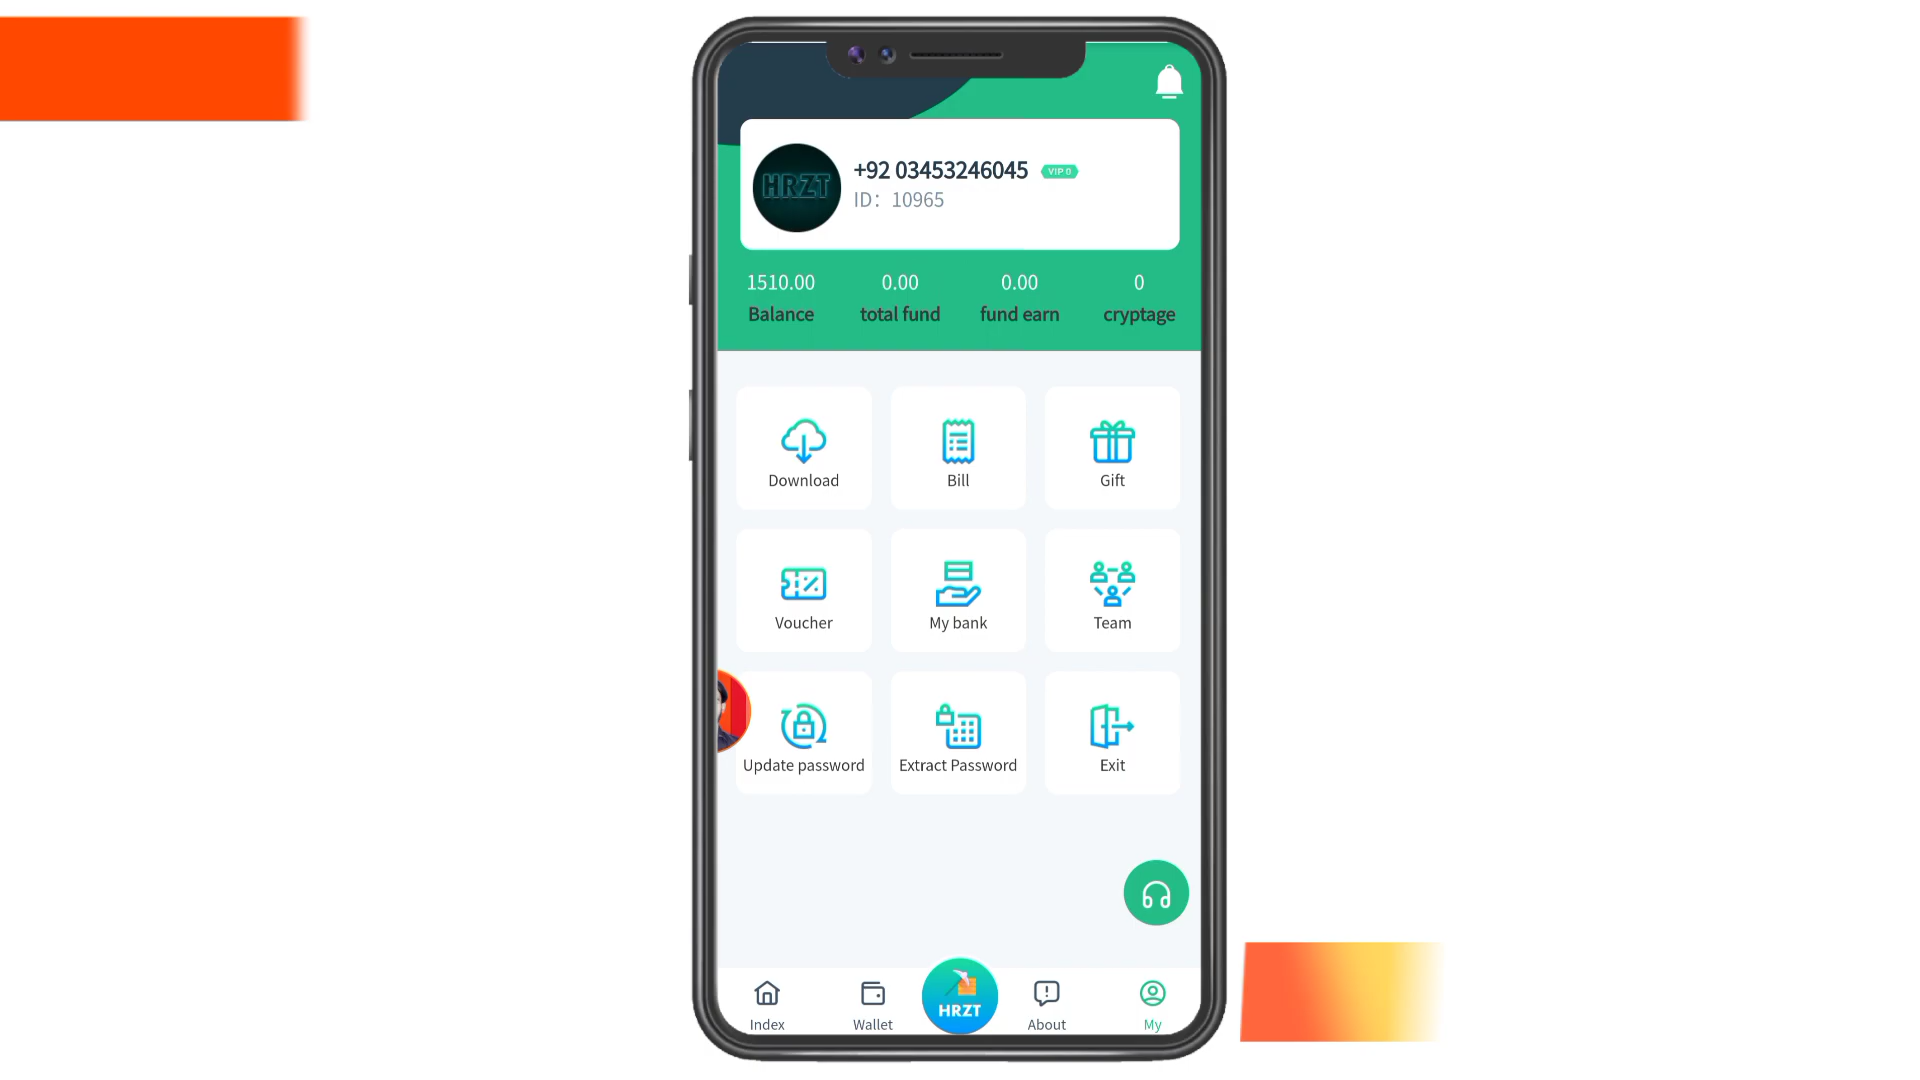 HRZT
+92 03453246045 VIP 0
ID: 10965
1510.00 0.00 0.00 0
Balance total fund fund earn cryptage
Download Bill Gift
Voucher My bank Team
Update password Extract Password Exit
HRZT
Index Wallet About My